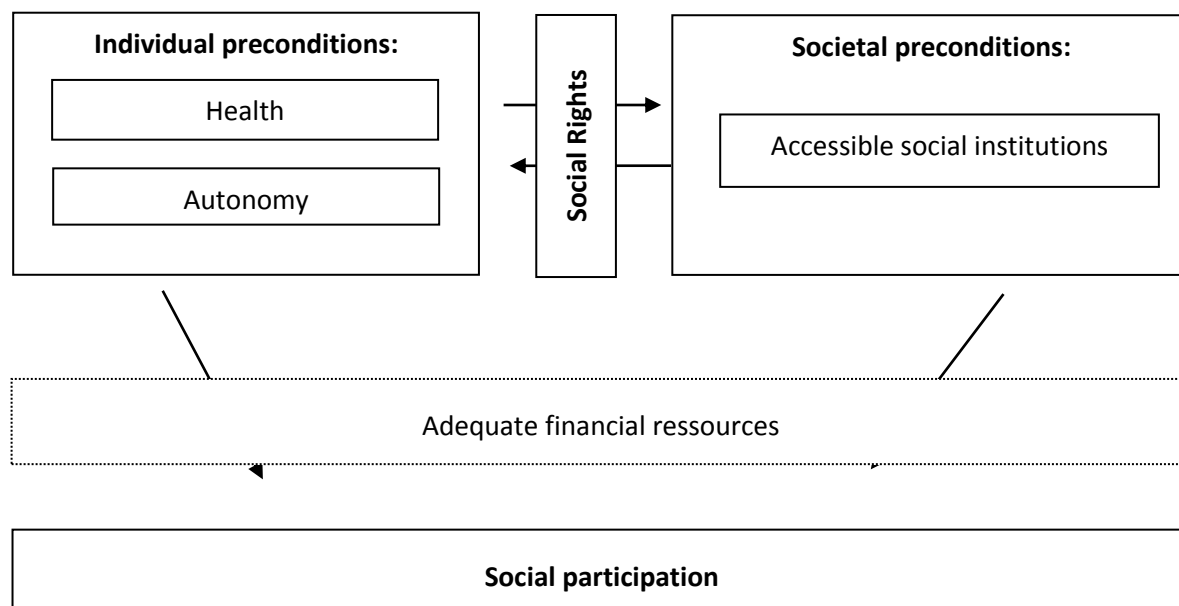 Individual preconditions:
Health
Autonomy
Social Rights
Societal preconditions:
Accessible social institutions
Adequate financial ressources
Social participation